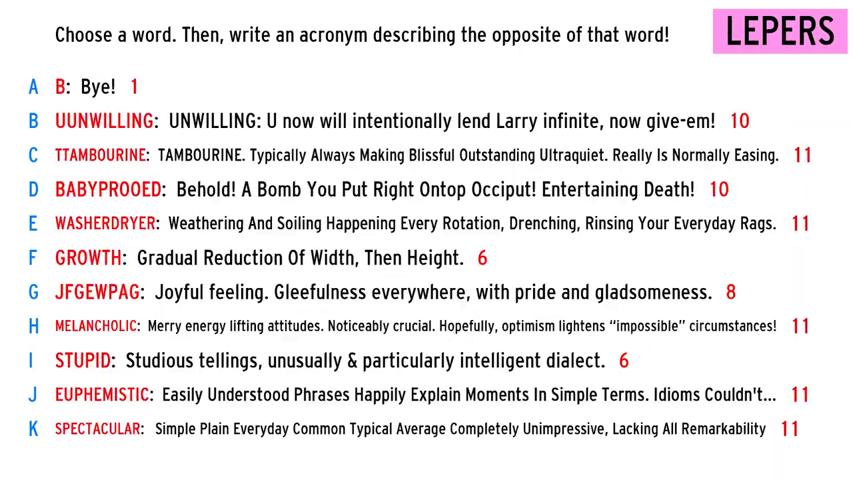 Choose a word. Then, write an acronym describing the opposite of that word!
LEPERS
A B: Bye! 1
B UUNWILLING: UNWILLING: U now will intentionally lend Larry infinite, now give-em! 10
C TTAMBOURINE: TAMBOURINE. Typically Always Making Blissful Outstanding Ultraquiet. Really Is Normally Easing. 11
D BABYPROOED: Behold! A Bomb You Put Right Ontop Occiput! Entertaining Death! 10
E WASHERDRYER: Weathering And Soiling Happening Every Rotation, Drenching, Rinsing Your Everyday Rags. 11
F GROWTH: Gradual Reduction Of Width, Then Height. 6
G JFGEWPAG: Joyful feeling. Gleefulness everywhere, with pride and gladsomeness. 8
H MELANCHOLIC: Merry energy lifting attitudes. Noticeably crucial. Hopefully, optimism lightens "impossible" circumstances! 11
I STUPID: Studious tellings, unusually & particularly intelligent dialect. 6
J EUPHEMISTIC: Easily Understood Phrases Happily Explain Moments In Simple Terms. Idioms Couldn't... 11
K SPECTACULAR: Simple Plain Everyday Common Typical Average Completely Unimpressive, Lacking All Remarkability 11